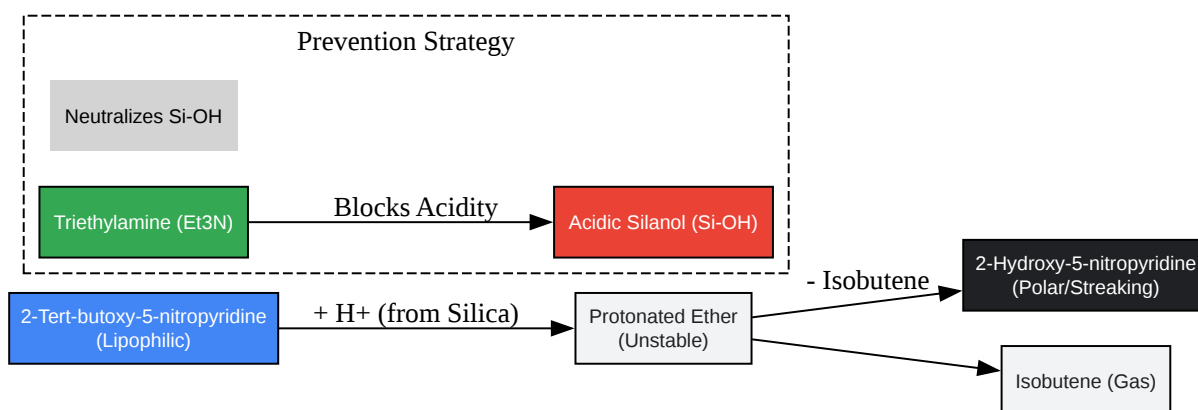 Prevention Strategy
Neutralizes Si-OH
Triethylamine (Et3N)
Blocks Acidity
Acidic Silanol (Si-OH)
2-Tert-butoxy-5-nitropyridine
(Lipophilic)
+ H+ (from Silica)
Protonated Ether
(Unstable)
- Isobutene
2-Hydroxy-5-nitropyridine
(Polar/Streaking)
Isobutene (Gas)